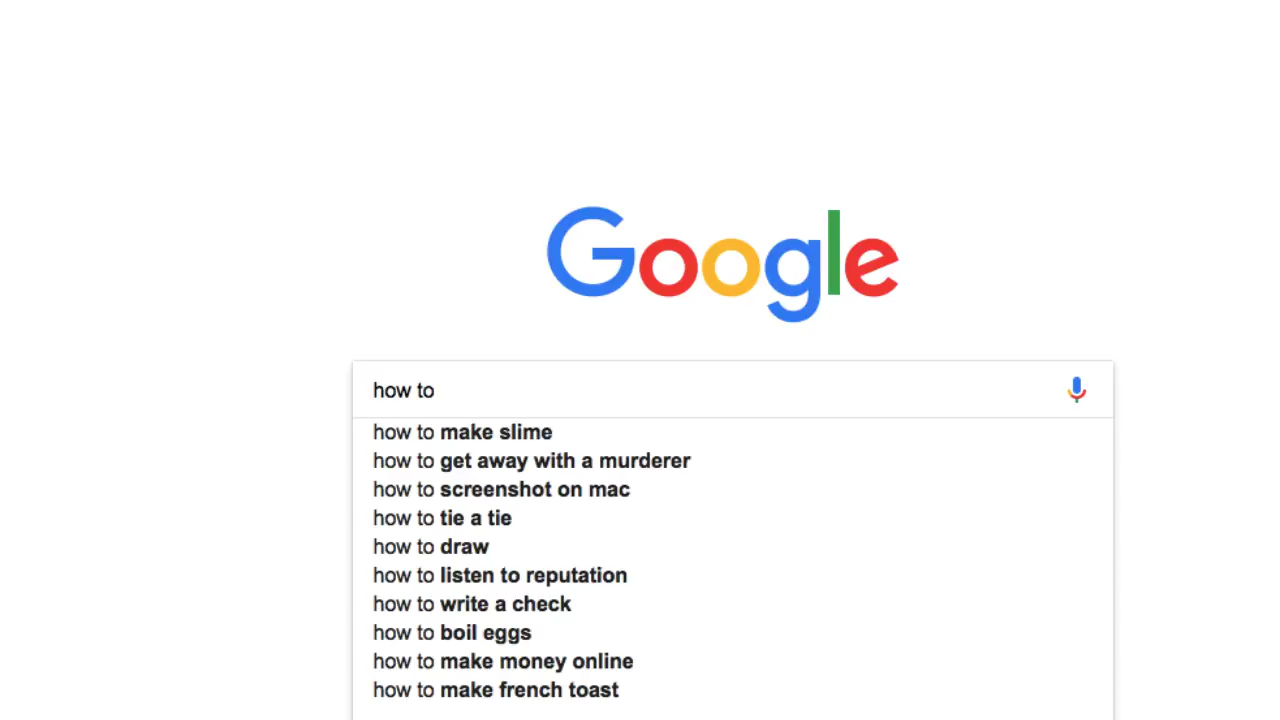 Google
how to
how to make slime
how to get away with a murderer
how to screenshot on mac
how to tie a tie
how to draw
how to listen to reputation
how to write a check
how to boil eggs
how to make money online
how to make french toast